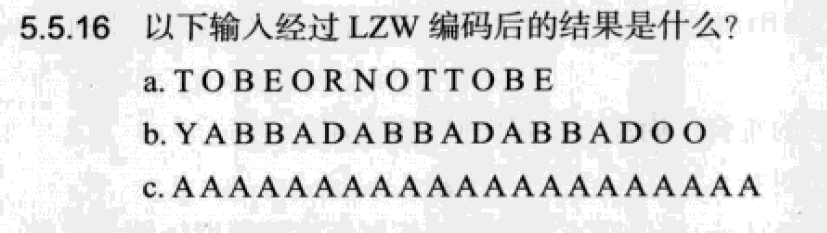 5.5.16 以下输入经过 LZW 编码后的结果是什么?
a. T O B E O R N O T T O B E
b. Y A B B A D A B B A D A B B A D O O
c. A A A A A A A A A A A A A A A A A A A A A